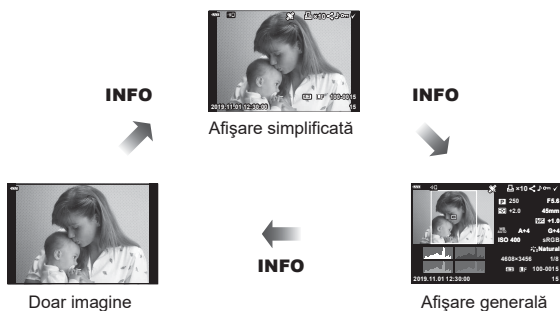 ×10
L F 100-0015
2019.11.01 12:30:00 15
INFO
INFO
Afişare simplificată
×10
P 250 F5.6
+2.0 45mm
+1.0
A+4 G+4
ISO 400 sRGB
Natural
4608×3456 1/8
L F 100-0015
2019.11.01 12:30:00 15
INFO
Doar imagine
Afişare generală